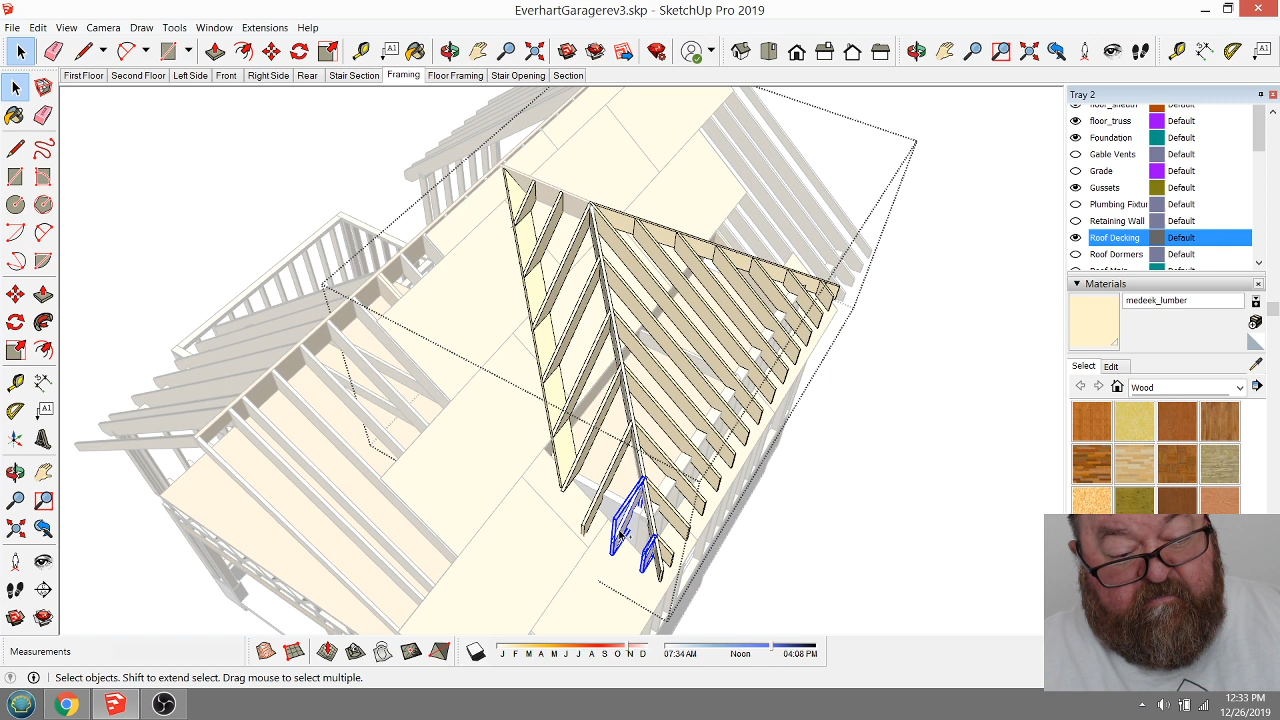 EverhartGaragerev3.skp - SketchUp Pro 2019
File Edit View Camera Draw Tools Window Extensions Help
First Floor Second Floor Left Side Front Right Side Rear Stair Section Framing Floor Framing Stair Opening Section
Tray 2
floor_truss Default
Foundation Default
Gable Vents Default
Grade Default
Gussets Default
Plumbing Fixtur Default
Retaining Wall Default
Roof Decking Default
Roof Dormers Default
Materials
medeek_lumber
Select Edit
Wood
Measurements
J F M A M J J A S O N D
07:34 AM Noon 04:08 PM
Select objects. Shift to extend select. Drag mouse to select multiple.
12:33 PM
12/26/2019